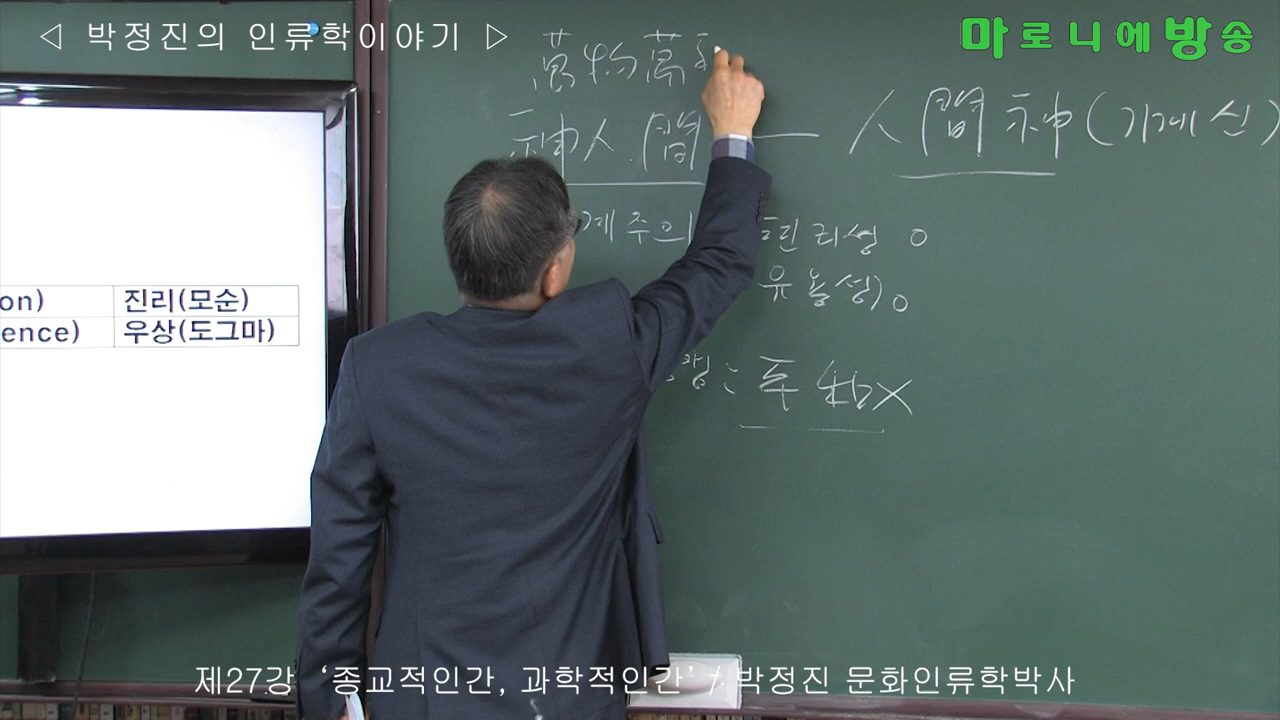 ◁ 박정진의 인류학이야기 ▷
마로니에방송
萬物萬
神人間 — 人間神(기계신)
계주의 리성 o
유능성)o
on) 진리(모순)
ence) 우상(도그마)
제27강 ‘종교적인간, 과학적인간’ / 박정진 문화인류학박사